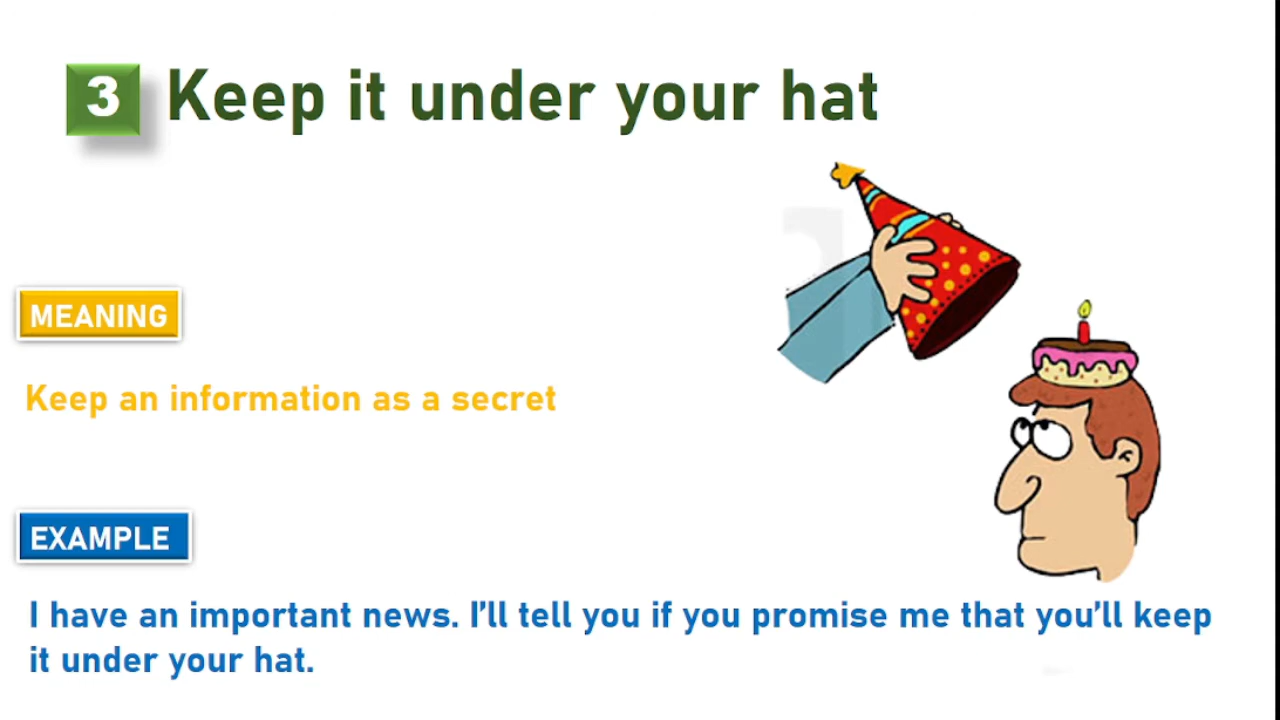 3 Keep it under your hat
MEANING
Keep an information as a secret
EXAMPLE
I have an important news. I'll tell you if you promise me that you'll keep
it under your hat.